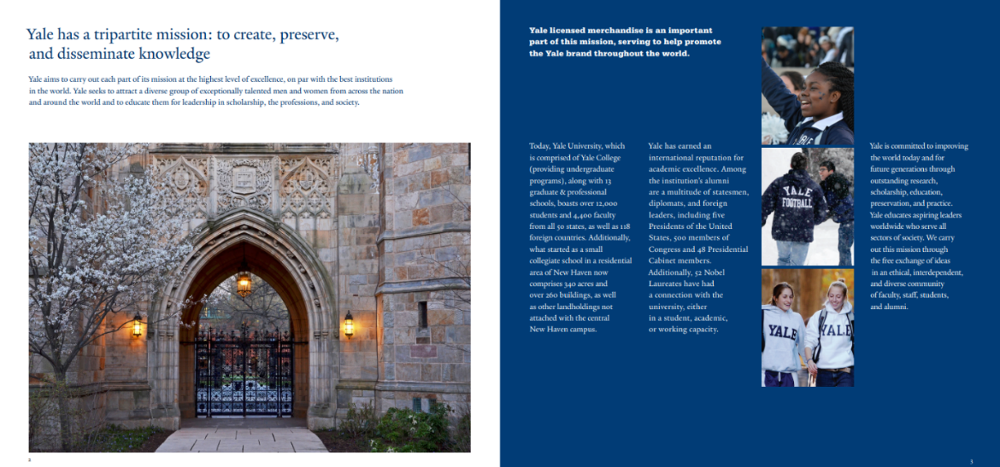 Yale has a tripartite mission: to create, preserve,
and disseminate knowledge
Yale aims to carry out each part of its mission at the highest level of excellence, on par with the best institutions
in the world. Yale seeks to attract a diverse group of exceptionally talented men and women from across the nation
and around the world and to educate them for leadership in scholarship, the professions, and society.
2
Yale licensed merchandise is an important
part of this mission, serving to help promote
the Yale brand throughout the world.
Today, Yale University, which
is comprised of Yale College
(providing undergraduate
programs), along with 13
graduate & professional
schools, boasts over 12,000
students and 4,400 faculty
from all 50 states, as well as 118
foreign countries. Additionally,
what started as a small
collegiate school in a residential
area of New Haven now
comprises 340 acres and
over 260 buildings, as well
as other landholdings not
attached with the central
New Haven campus.
Yale has earned an
international reputation for
academic excellence. Among
the institution's alumni
are a multitude of statesmen,
diplomats, and foreign
leaders, including five
Presidents of the United
States, 500 members of
Congress and 48 Presidential
Cabinet members.
Additionally, 52 Nobel
Laureates have had
a connection with the
university, either
in a student, academic,
or working capacity.
YALE
FOOTBALL
YALE
YALE
Yale is committed to improving
the world today and for
future generations through
outstanding research,
scholarship, education,
preservation, and practice.
Yale educates aspiring leaders
worldwide who serve all
sectors of society. We carry
out this mission through
the free exchange of ideas
in an ethical, interdependent,
and diverse community
of faculty, staff, students,
and alumni.
3